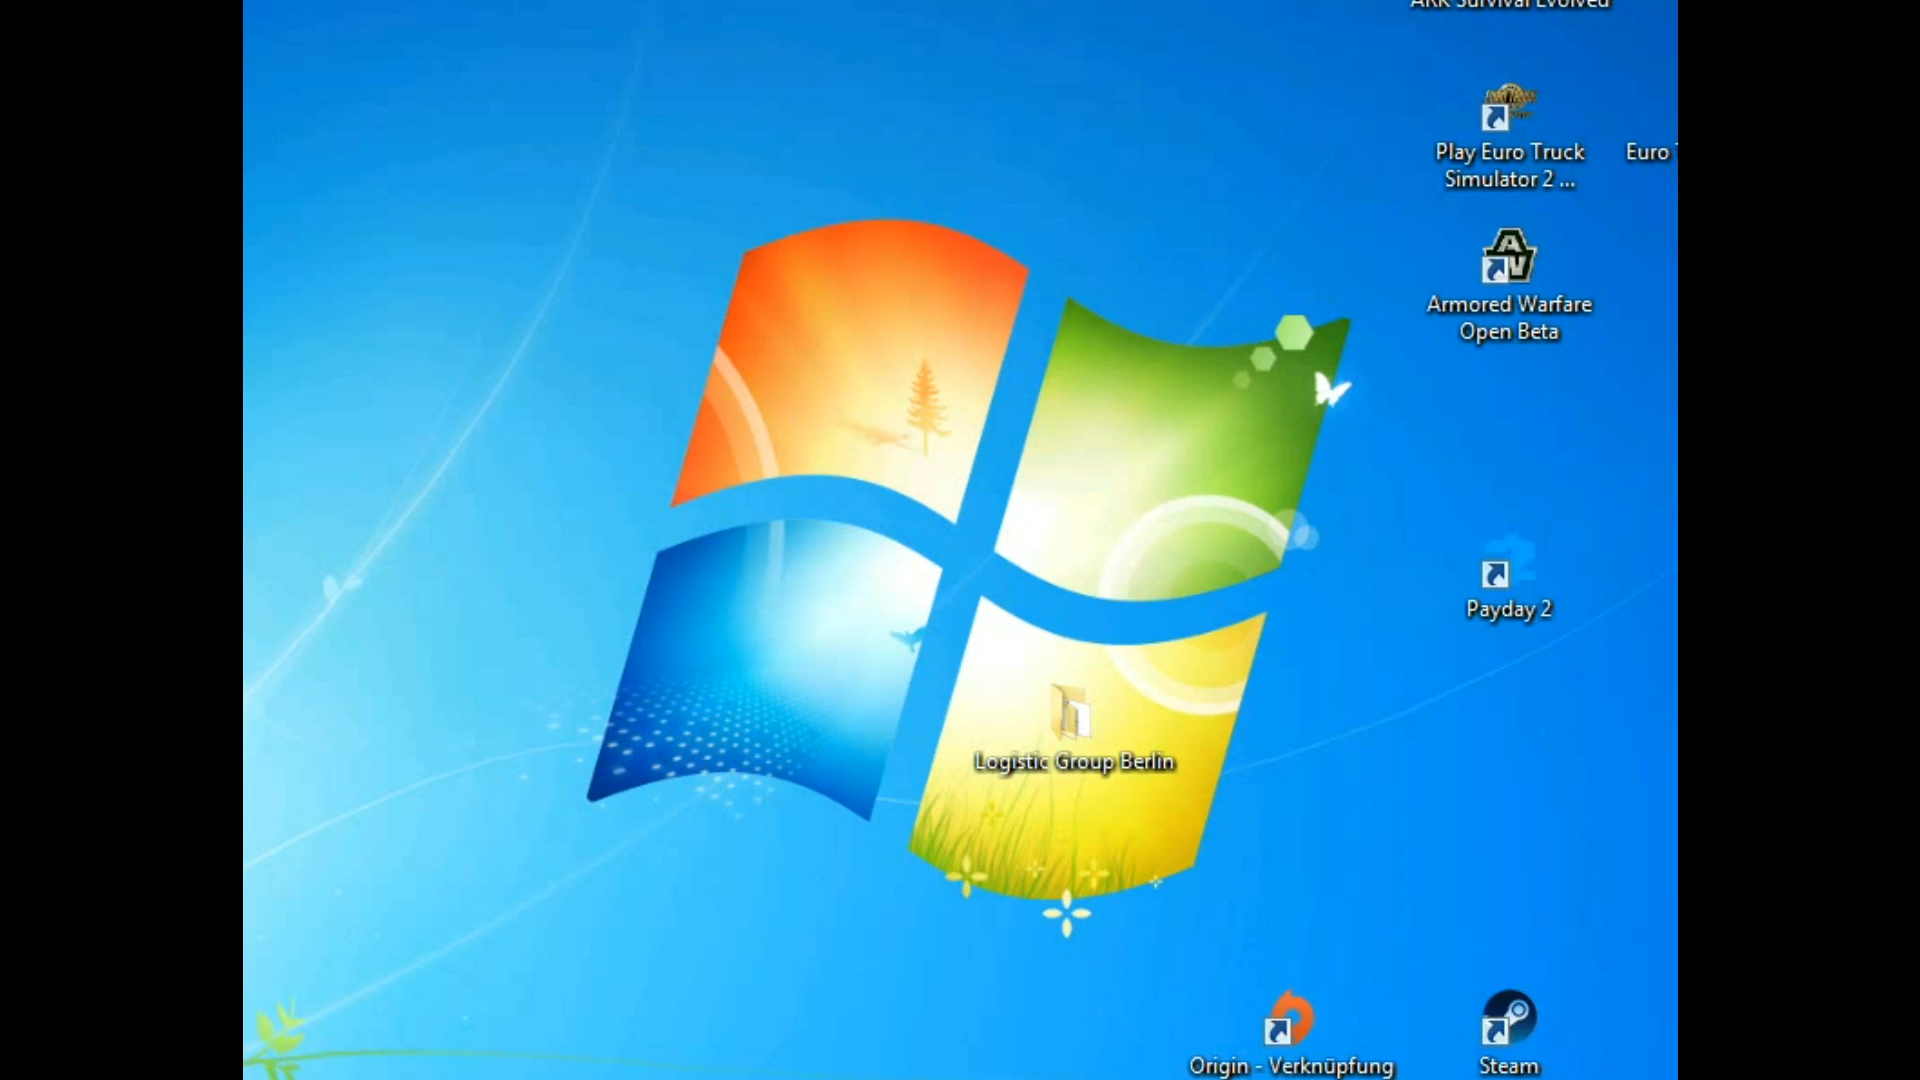 ARK Survival Evolved
Play Euro Truck
Simulator 2 ...
Euro
Armored Warfare
Open Beta
Payday 2
Logistic Group Berlin
Origin - Verknüpfung
Steam